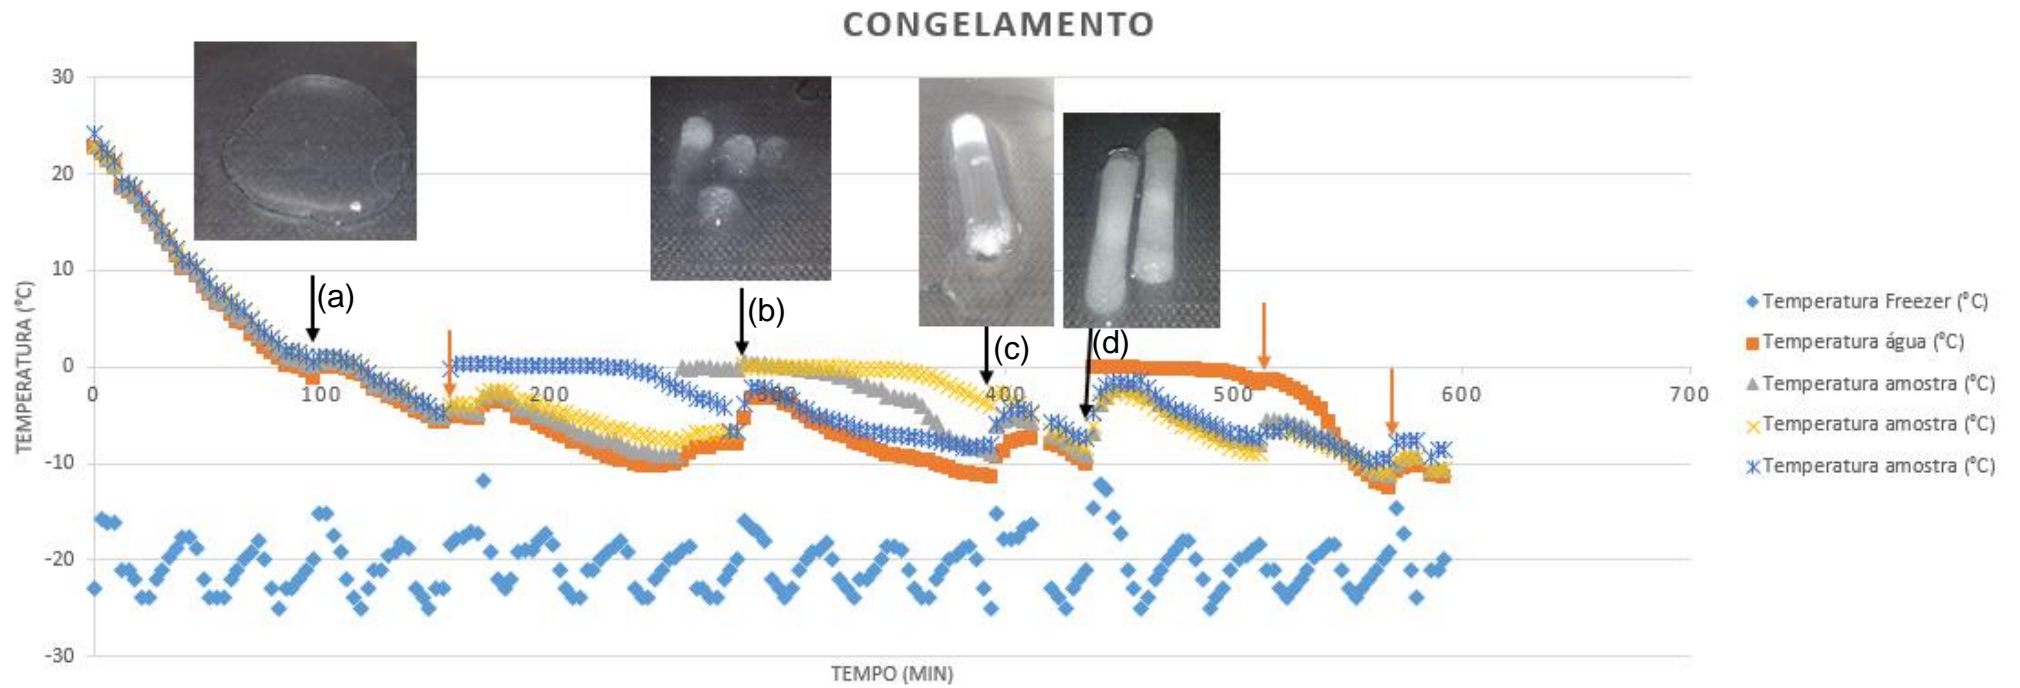 CONGELAMENTO
TEMPERATURA (°C)
30
20
10
0
-10
-20
-30
0
100
200
300
400
500
600
700
(a)
(b)
(c)
(d)
TEMPO (MIN)
Temperatura Freezer (°C)
Temperatura água (°C)
Temperatura amostra (°C)
Temperatura amostra (°C)
Temperatura amostra (°C)